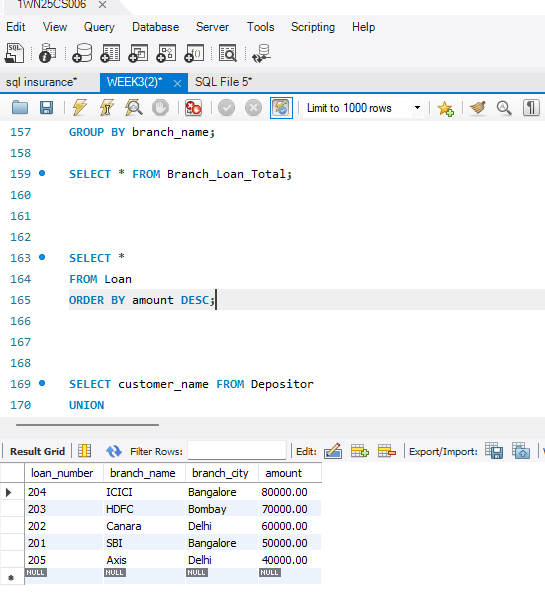 1WN25CS006 ×
Edit View Query Database Server Tools Scripting Help
sql insurance* WEEK3(2)* × SQL File 5*
Limit to 1000 rows
157 GROUP BY branch_name;
158
159 SELECT * FROM Branch_Loan_Total;
160
161
162
163 SELECT *
164 FROM Loan
165 ORDER BY amount DESC;
166
167
168
169 SELECT customer_name FROM Depositor
170 UNION
Result Grid Filter Rows: Edit: Export/Import:
loan_number branch_name branch_city amount
204 ICICI Bangalore 80000.00
203 HDFC Bombay 70000.00
202 Canara Delhi 60000.00
201 SBI Bangalore 50000.00
205 Axis Delhi 40000.00
NULL NULL NULL NULL